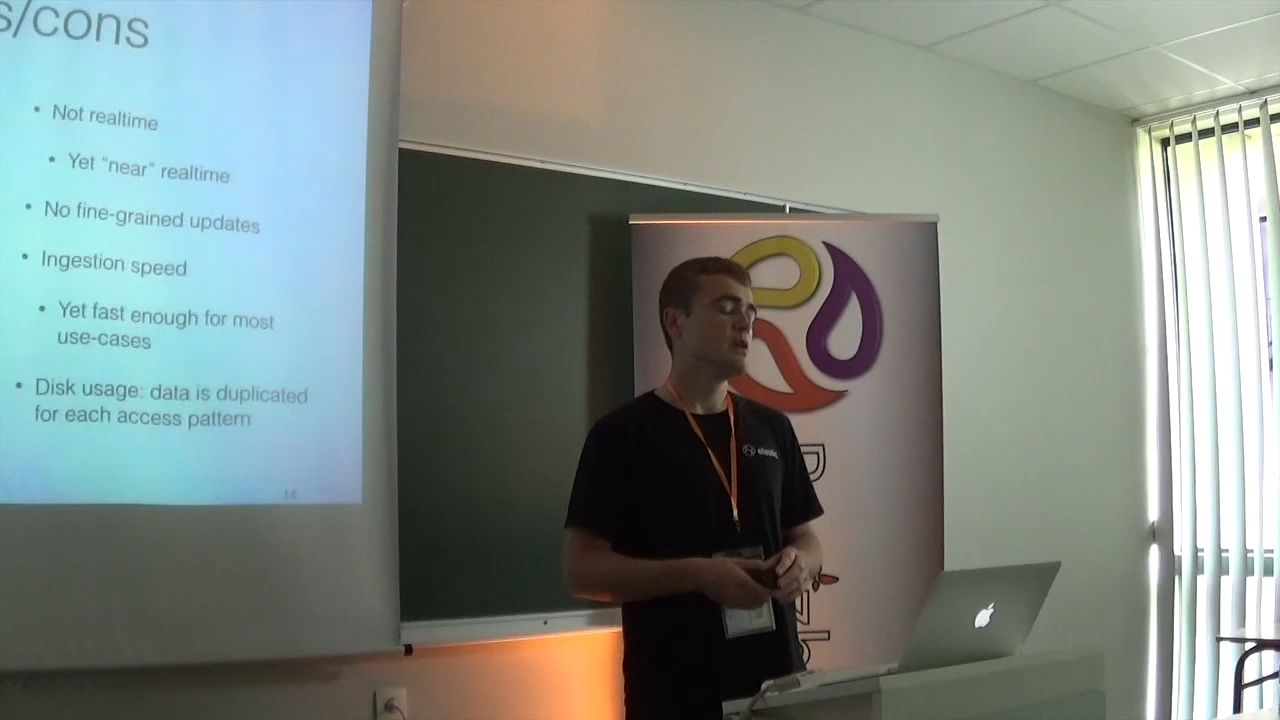 s/cons
• Not realtime
• Yet "near" realtime
• No fine-grained updates
• Ingestion speed
• Yet fast enough for most
use-cases
• Disk usage: data is duplicated
for each access pattern
14
elastic